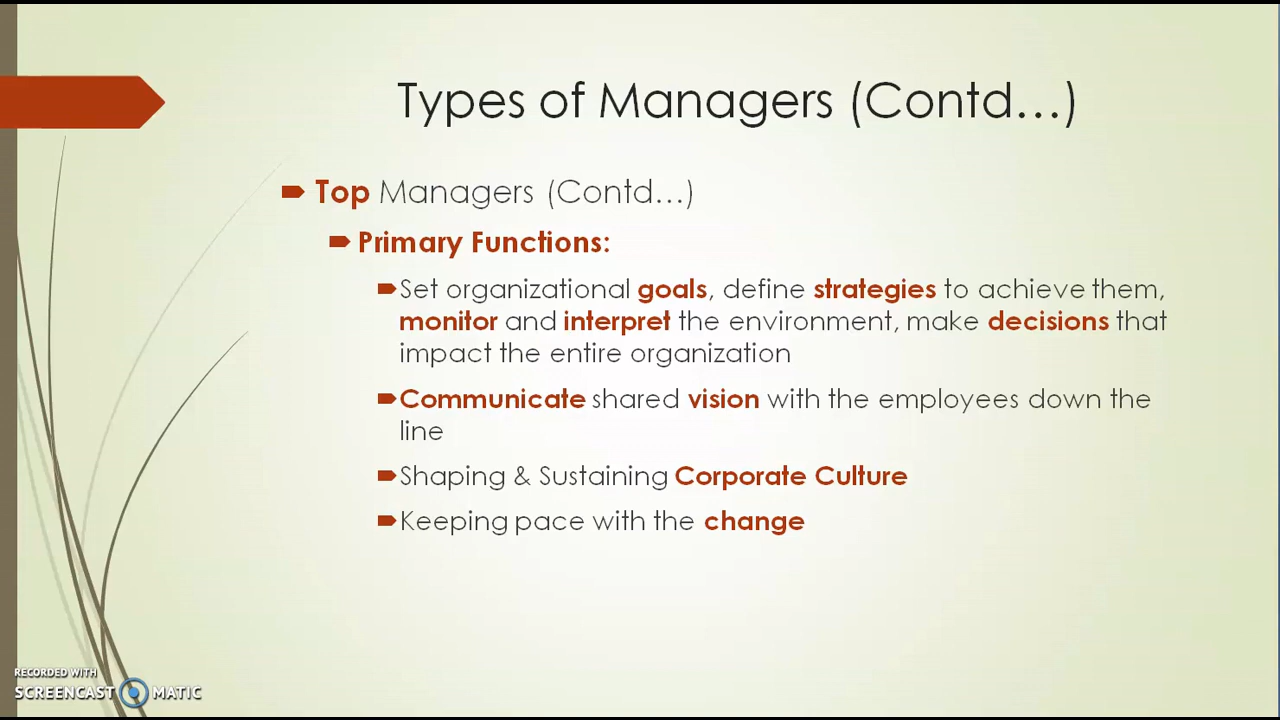 Types of Managers (Contd...)
Top Managers (Contd...)
Primary Functions:
Set organizational goals, define strategies to achieve them,
monitor and interpret the environment, make decisions that
impact the entire organization
Communicate shared vision with the employees down the
line
Shaping & Sustaining Corporate Culture
Keeping pace with the change
RECORDED WITH
SCREENCAST MATIC